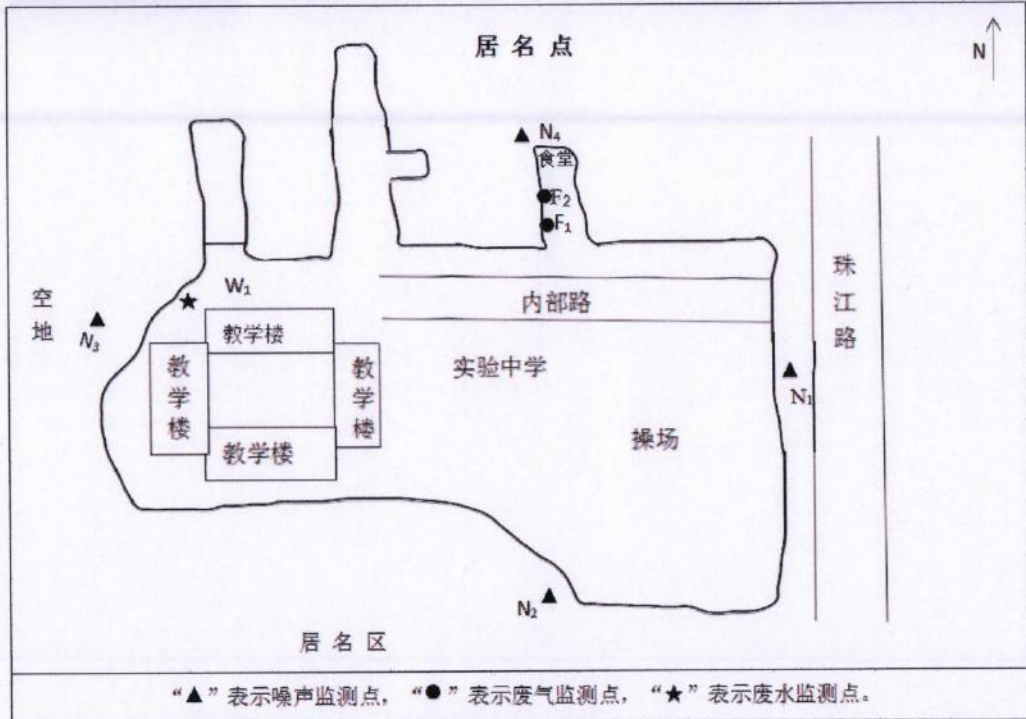 居名点
N
N₄
食堂
F₂
F₁
珠江路
W₁
内部路
空地
N₃
教学楼
教学楼
教学楼
实验中学
N₁
操场
教学楼
N₂
居名区
“▲”表示噪声监测点，“●”表示废气监测点，“★”表示废水监测点。